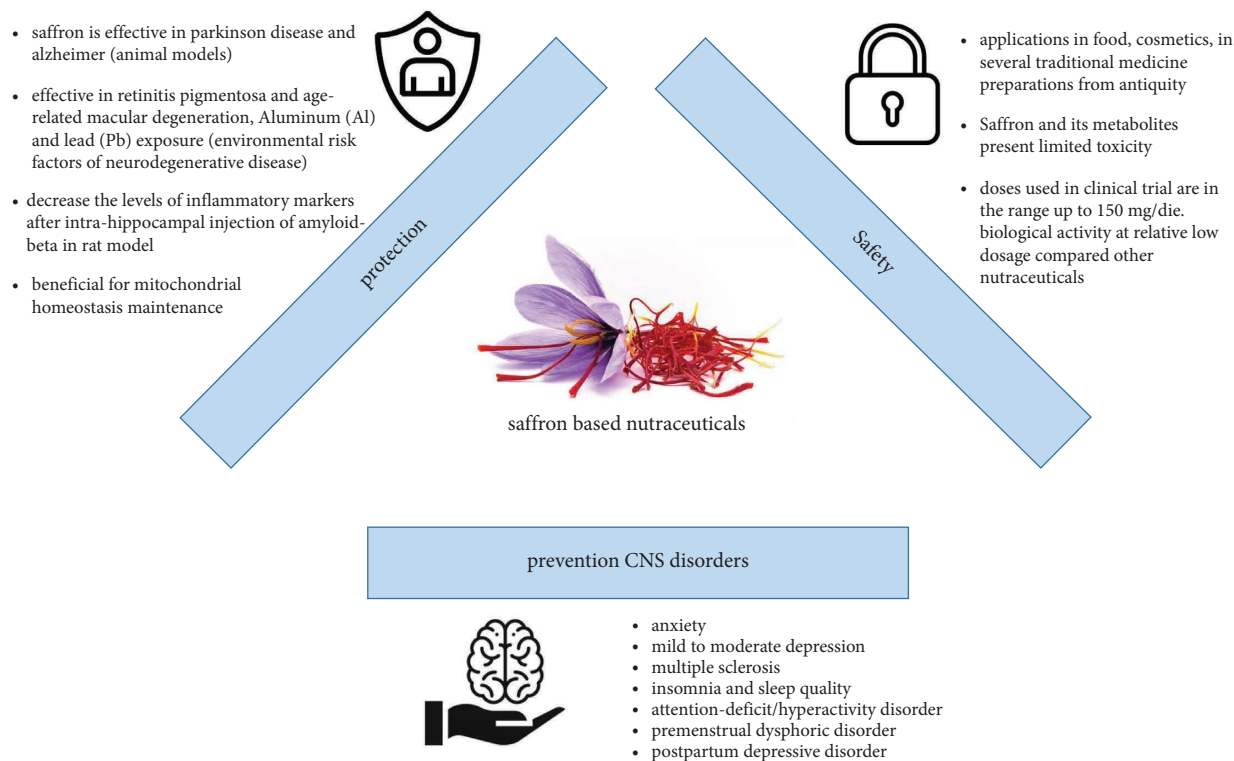 • saffron is effective in parkinson disease and
alzheimer (animal models)
• effective in retinitis pigmentosa and age-
related macular degeneration, Aluminum (Al)
and lead (Pb) exposure (environmental risk
factors of neurodegenerative disease)
• decrease the levels of inflammatory markers
after intra-hippocampal injection of amyloid-
beta in rat model
• beneficial for mitochondrial
homeostasis maintenance
protection
Safety
• applications in food, cosmetics, in
several traditional medicine
preparations from antiquity
• Saffron and its metabolites
present limited toxicity
• doses used in clinical trial are in
the range up to 150 mg/die.
biological activity at relative low
dosage compared other
nutraceuticals
saffron based nutraceuticals
prevention CNS disorders
• anxiety
• mild to moderate depression
• multiple sclerosis
• insomnia and sleep quality
• attention-deficit/hyperactivity disorder
• premenstrual dysphoric disorder
• postpartum depressive disorder